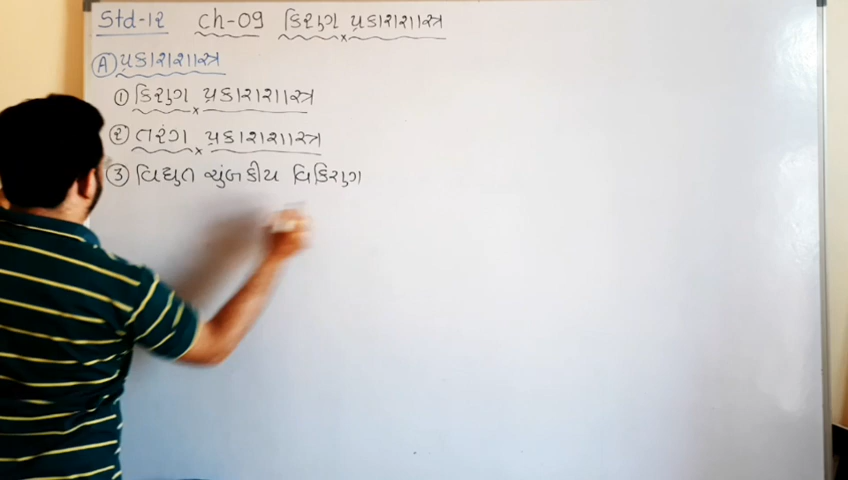 Std-૧૨ Ch-09 કિરણ પ્રકાશશાસ્ત્ર
Ⓐ પ્રકાશશાસ્ત્ર
① કિરણ પ્રકાશશાસ્ત્ર
② તરંગ પ્રકાશશાસ્ત્ર
③ વિદ્યુત ચુંબકીય વિકિરણ